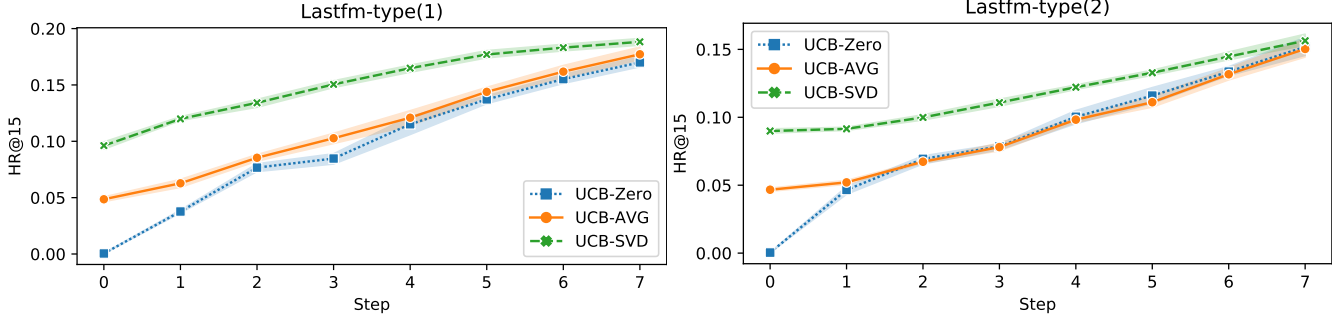 Lastfm-type(1)
HR@15
0.20
0.15
0.10
0.05
0.00
UCB-Zero
UCB-AVG
UCB-SVD
0 1 2 3 4 5 6 7
Step
Lastfm-type(2)
HR@15
0.15
0.10
0.05
0.00
UCB-Zero
UCB-AVG
UCB-SVD
0 1 2 3 4 5 6 7
Step